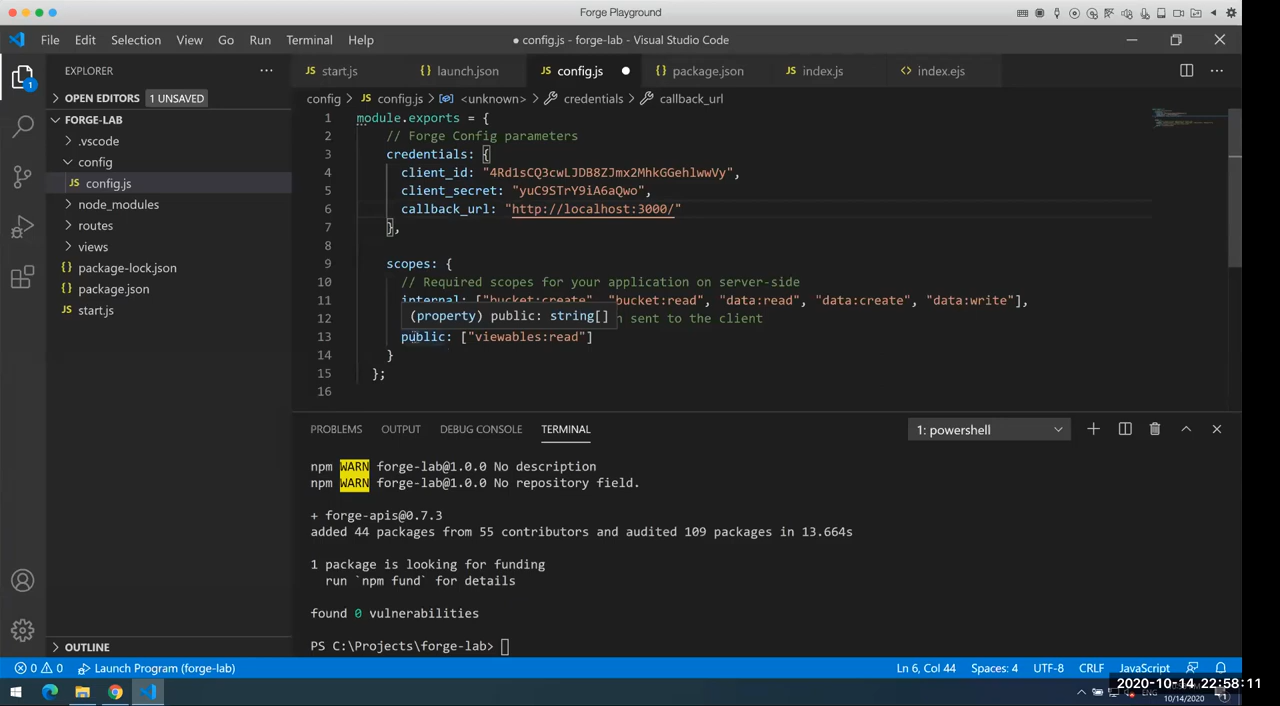 Forge Playground
File Edit Selection View Go Run Terminal Help
● config.js - forge-lab - Visual Studio Code
EXPLORER
1
OPEN EDITORS 1 UNSAVED
FORGE-LAB
.vscode
config
JS config.js
node_modules
routes
views
{} package-lock.json
{} package.json
JS start.js
OUTLINE
JS start.js {} launch.json JS config.js ● {} package.json JS index.js <> index.ejs
config > JS config.js > <unknown> > credentials > callback_url
1 module.exports = {
2 // Forge Config parameters
3 credentials: {
4 client_id: "4Rd1sCQ3cwLJDB8ZJmx2MhkGGehlwwVy",
5 client_secret: "yuC9STrY9iA6aQwo",
6 callback_url: "http://localhost:3000/"
7 },
8
9 scopes: {
10 // Required scopes for your application on server-side
11 internal: ["bucket:create", "bucket:read", "data:read", "data:create", "data:write"],
(property) public: string[]
12 sent to the client
13 public: ["viewables:read"]
14 }
15 };
16
PROBLEMS OUTPUT DEBUG CONSOLE TERMINAL
1: powershell
npm WARN forge-lab@1.0.0 No description
npm WARN forge-lab@1.0.0 No repository field.
+ forge-apis@0.7.3
added 44 packages from 55 contributors and audited 109 packages in 13.664s
1 package is looking for funding
run `npm fund` for details
found 0 vulnerabilities
PS C:\Projects\forge-lab>
0 0 Launch Program (forge-lab)
Ln 6, Col 44 Spaces: 4 UTF-8 CRLF JavaScript
2020-10-14 22:58:11
ENG
10/14/2020